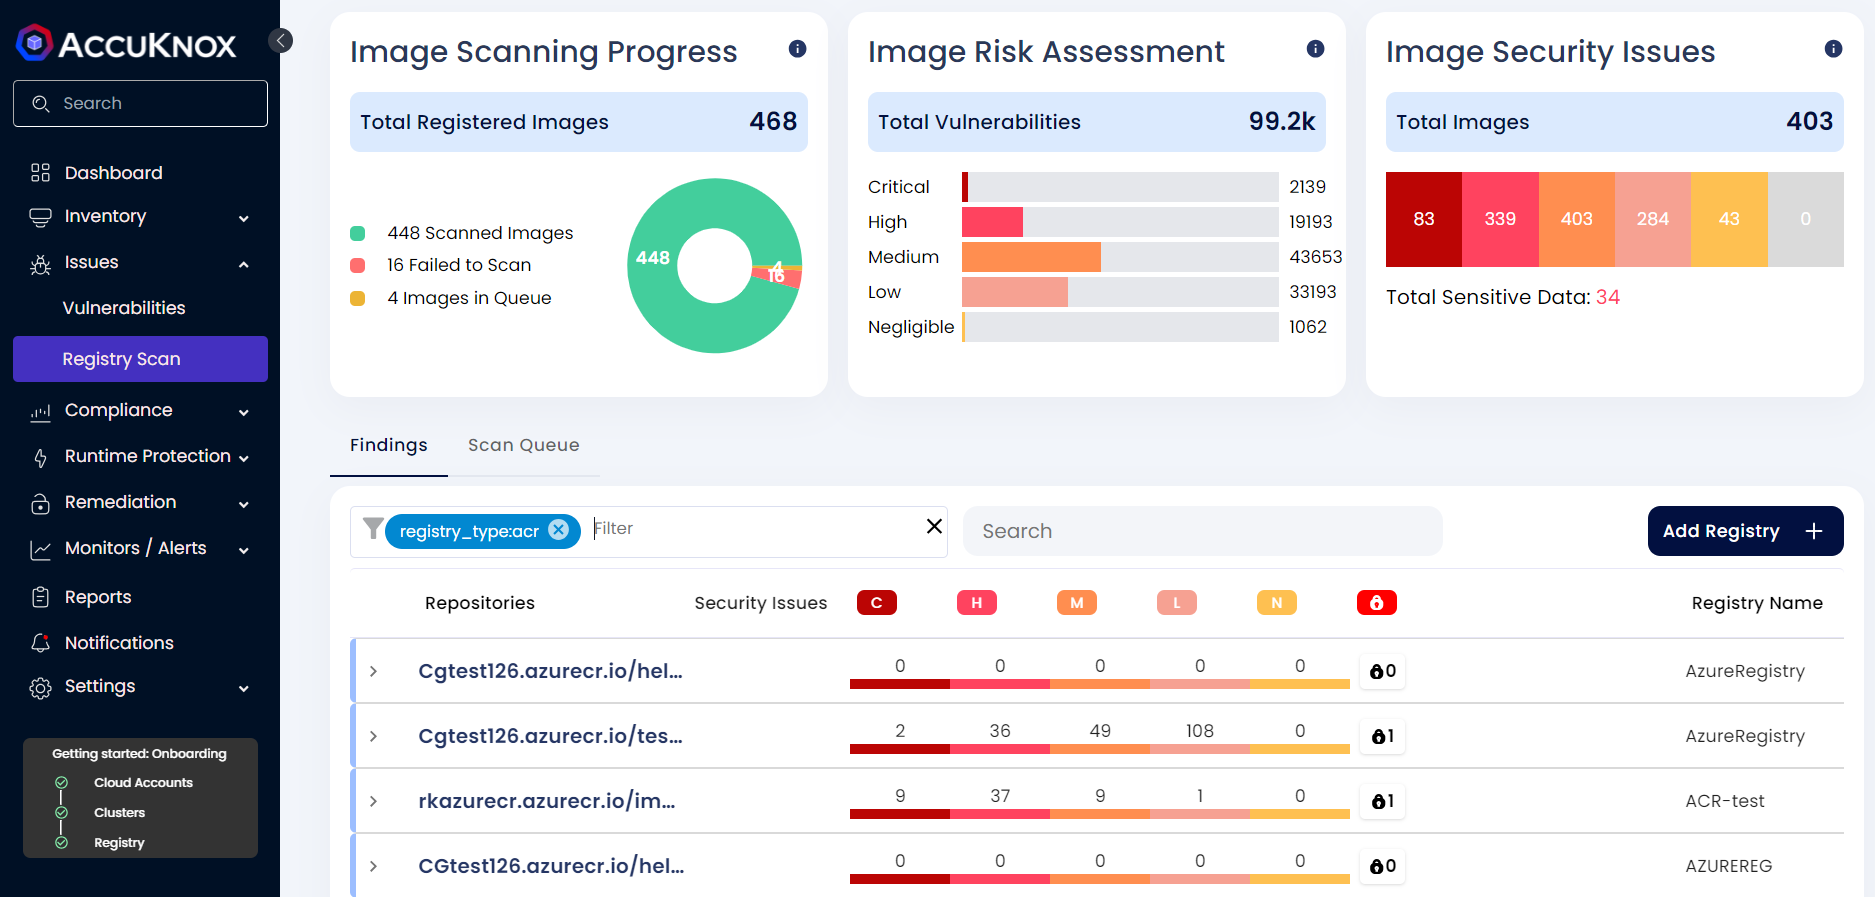 ACCUKNOX
Search
Dashboard
Inventory
Issues
Vulnerabilities
Registry Scan
Compliance
Runtime Protection
Remediation
Monitors / Alerts
Reports
Notifications
Settings
Getting started: Onboarding
Cloud Accounts
Clusters
Registry
Image Scanning Progress
Total Registered Images 468
448 Scanned Images
16 Failed to Scan
4 Images in Queue
448
4
16
Image Risk Assessment
Total Vulnerabilities 99.2k
Critical 2139
High 19193
Medium 43653
Low 33193
Negligible 1062
Image Security Issues
Total Images 403
83 339 403 284 43 0
Total Sensitive Data: 34
Findings Scan Queue
registry_type:acr Filter Search Add Registry +
Repositories Security Issues C H M L N Registry Name
Cgtest126.azurecr.io/hel... 0 0 0 0 0 0 AzureRegistry
Cgtest126.azurecr.io/tes... 2 36 49 108 0 1 AzureRegistry
rkazurecr.azurecr.io/im... 9 37 9 1 0 1 ACR-test
CGtest126.azurecr.io/hel... 0 0 0 0 0 0 AZUREREG